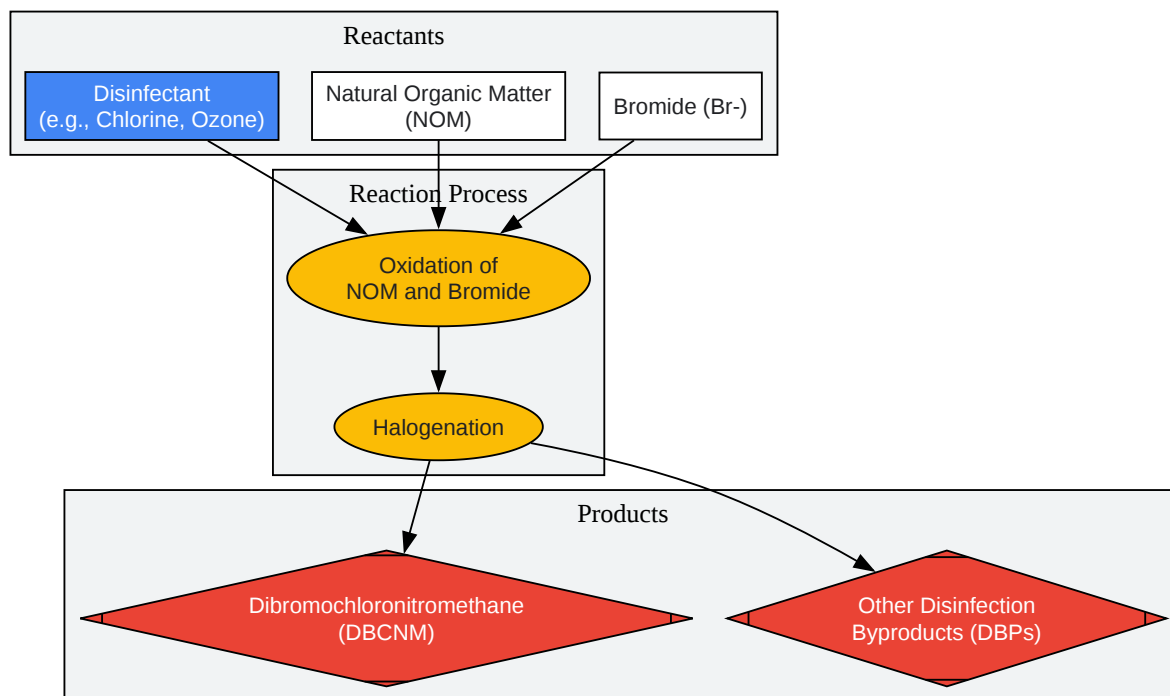 Reactants
Disinfectant
(e.g., Chlorine, Ozone)
Natural Organic Matter
(NOM)
Bromide (Br-)
Reaction Process
Oxidation of
NOM and Bromide
Halogenation
Products
Dibromochloronitromethane
(DBCNM)
Other Disinfection
Byproducts (DBPs)